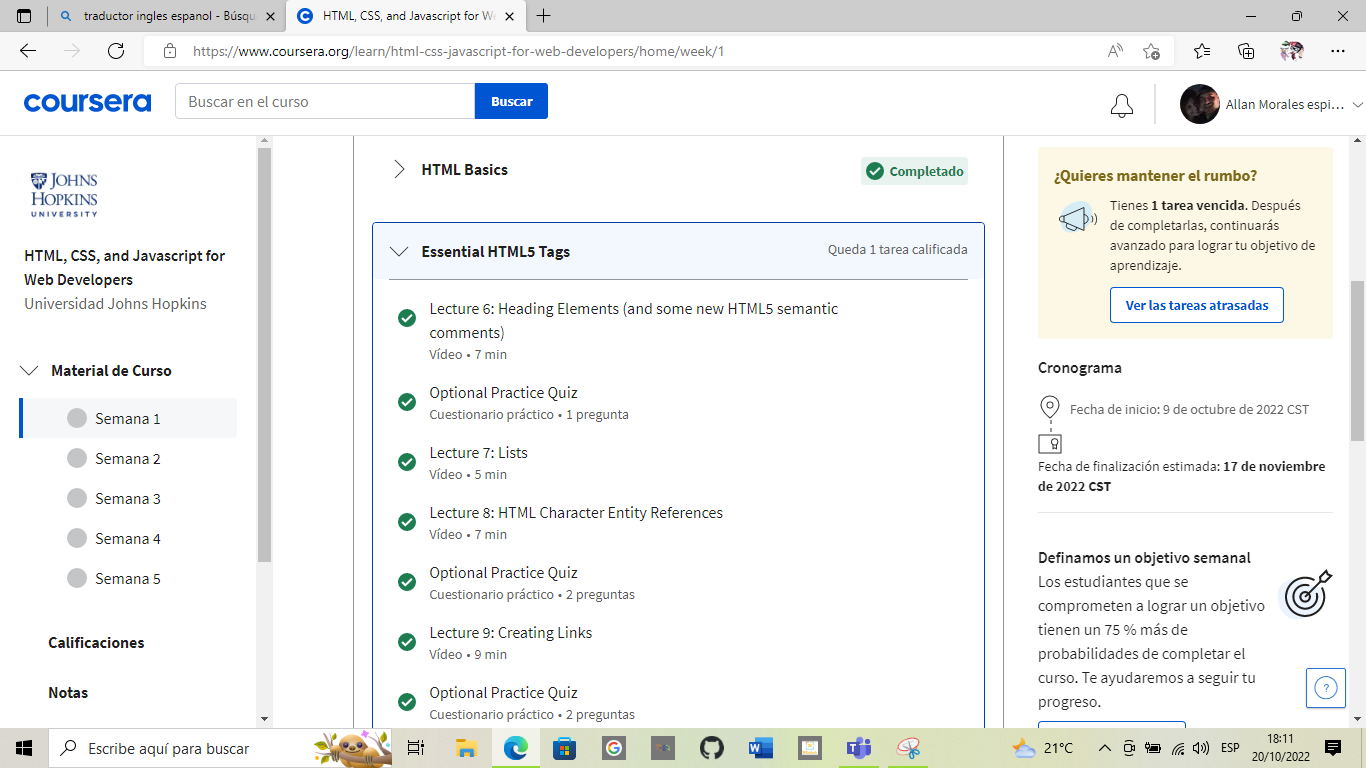 traductor ingles espanol - Búsqu
HTML, CSS, and Javascript for We
https://www.coursera.org/learn/html-css-javascript-for-web-developers/home/week/1
coursera
Buscar en el curso
Buscar
Allan Morales espi...
JOHNS
HOPKINS
UNIVERSITY
HTML, CSS, and Javascript for
Web Developers
Universidad Johns Hopkins
Material de Curso
Semana 1
Semana 2
Semana 3
Semana 4
Semana 5
Calificaciones
Notas
HTML Basics
Completado
Essential HTML5 Tags
Queda 1 tarea calificada
Lecture 6: Heading Elements (and some new HTML5 semantic
comments)
Vídeo • 7 min
Optional Practice Quiz
Cuestionario práctico • 1 pregunta
Lecture 7: Lists
Vídeo • 5 min
Lecture 8: HTML Character Entity References
Vídeo • 7 min
Optional Practice Quiz
Cuestionario práctico • 2 preguntas
Lecture 9: Creating Links
Vídeo • 9 min
Optional Practice Quiz
Cuestionario práctico • 2 preguntas
¿Quieres mantener el rumbo?
Tienes 1 tarea vencida. Después
de completarlas, continuarás
avanzado para lograr tu objetivo de
aprendizaje.
Ver las tareas atrasadas
Cronograma
Fecha de inicio: 9 de octubre de 2022 CST
Fecha de finalización estimada: 17 de noviembre
de 2022 CST
Definamos un objetivo semanal
Los estudiantes que se
comprometen a lograr un objetivo
tienen un 75 % más de
probabilidades de completar el
curso. Te ayudaremos a seguir tu
progreso.
Escribe aquí para buscar
21°C
ESP
18:11
20/10/2022